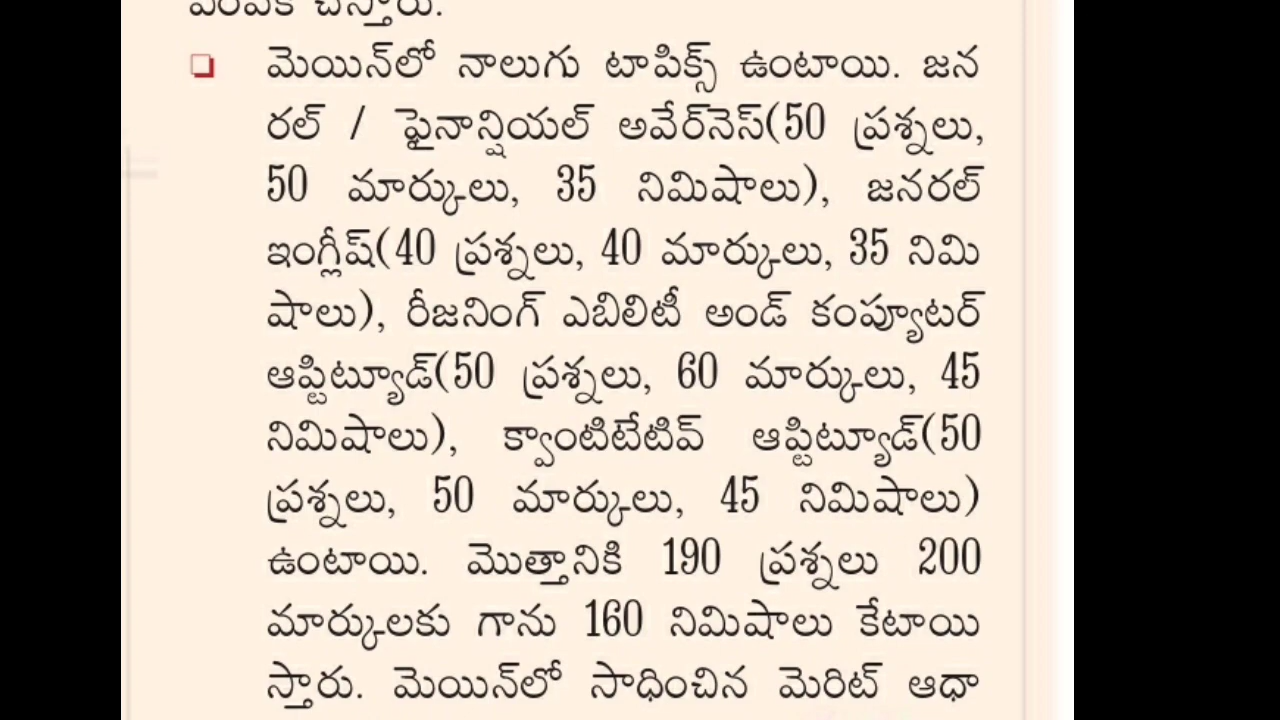 ఎంపిక చేస్తారు.
మెయిన్‌లో నాలుగు టాపిక్స్ ఉంటాయి. జన
రల్ / ఫైనాన్షియల్ అవేర్‌నెస్(50 ప్రశ్నలు,
50 మార్కులు, 35 నిమిషాలు), జనరల్
ఇంగ్లీష్(40 ప్రశ్నలు, 40 మార్కులు, 35 నిమి
షాలు), రీజనింగ్ ఎబిలిటీ అండ్ కంప్యూటర్
ఆప్టిట్యూడ్(50 ప్రశ్నలు, 60 మార్కులు, 45
నిమిషాలు), క్వాంటిటేటివ్ ఆప్టిట్యూడ్(50
ప్రశ్నలు, 50 మార్కులు, 45 నిమిషాలు)
ఉంటాయి. మొత్తానికి 190 ప్రశ్నలు 200
మార్కులకు గాను 160 నిమిషాలు కేటాయి
స్తారు. మెయిన్‌లో సాధించిన మెరిట్ ఆధా